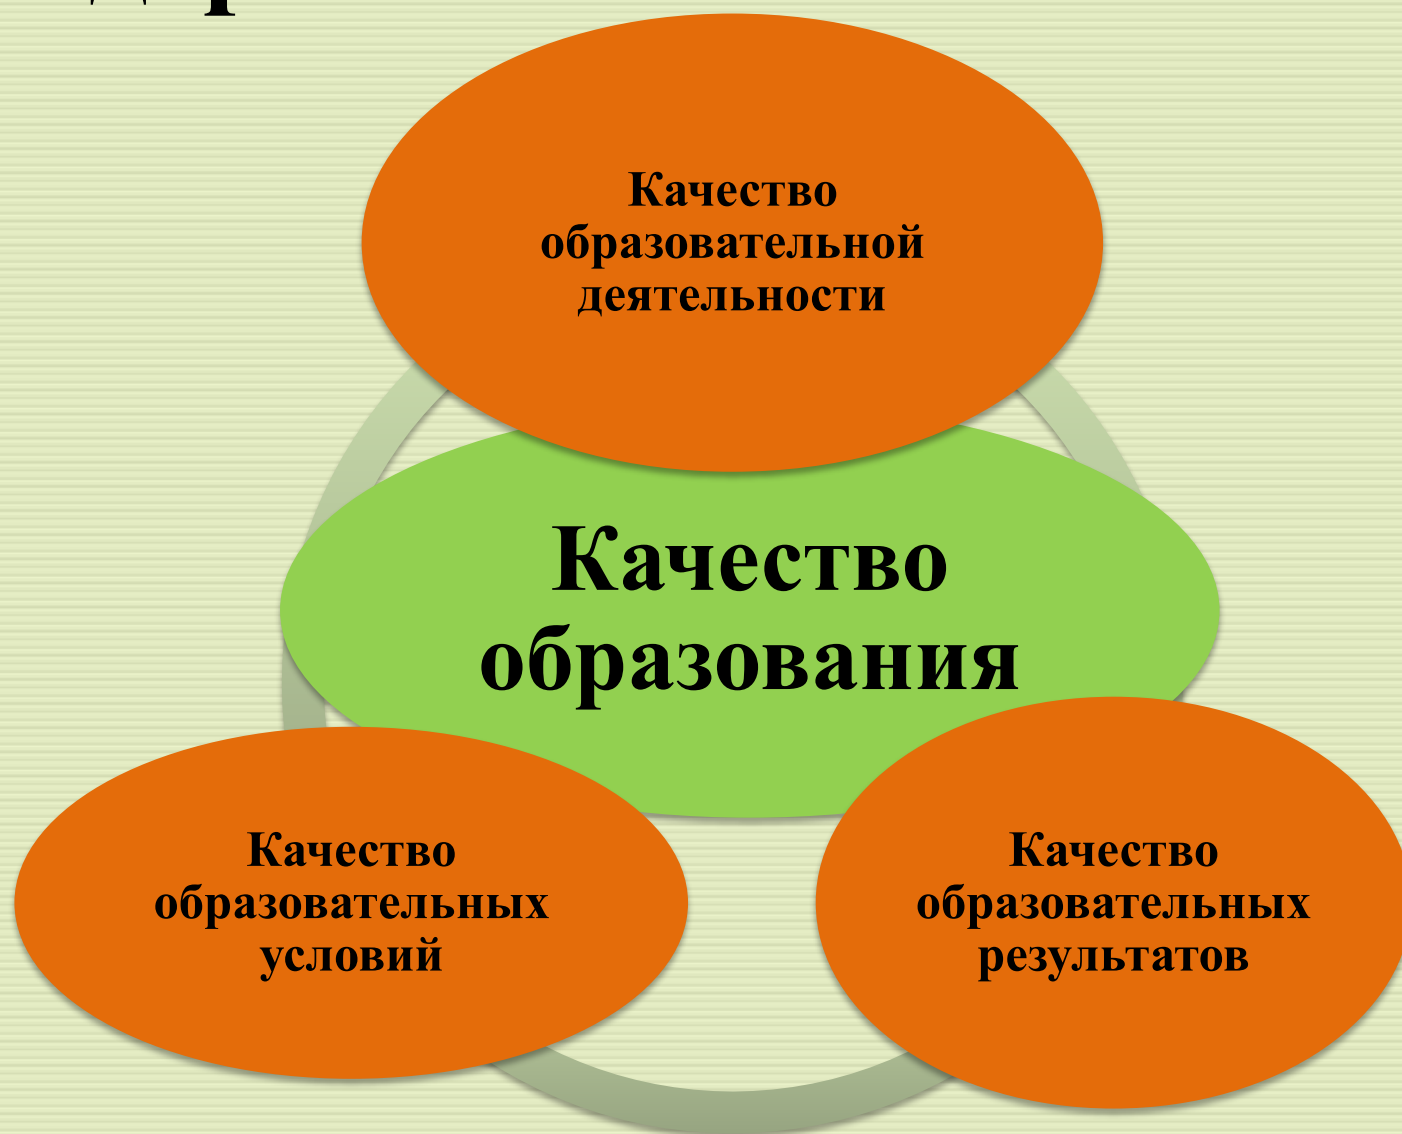 Качество
образовательной
деятельности
Качество
образования
Качество
образовательных
условий
Качество
образовательных
результатов